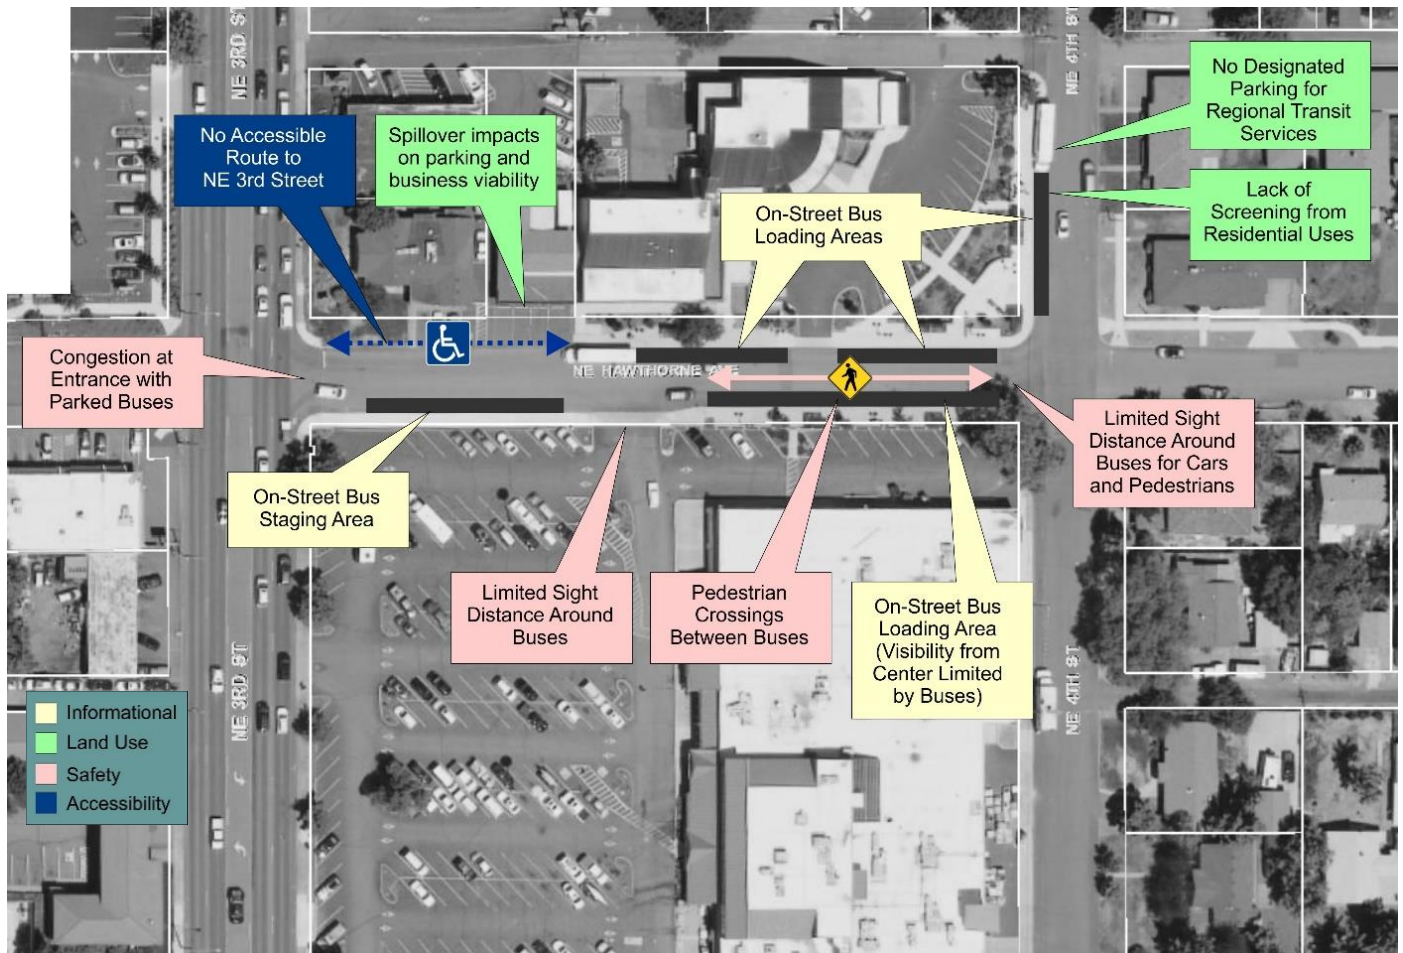 NE 3RD ST
NE 4TH ST
No Designated
Parking for
Regional Transit
Services
No Accessible
Route to
NE 3rd Street
Spillover impacts
on parking and
business viability
Lack of
Screening from
Residential Uses
On-Street Bus
Loading Areas
Congestion at
Entrance with
Parked Buses
NE HAWTHORNE AVE
Limited Sight
Distance Around
Buses for Cars
and Pedestrians
On-Street Bus
Staging Area
Limited Sight
Distance Around
Buses
Pedestrian
Crossings
Between Buses
On-Street Bus
Loading Area
(Visibility from
Center Limited
by Buses)
NE 3RD ST
NE 4TH ST
Informational
Land Use
Safety
Accessibility